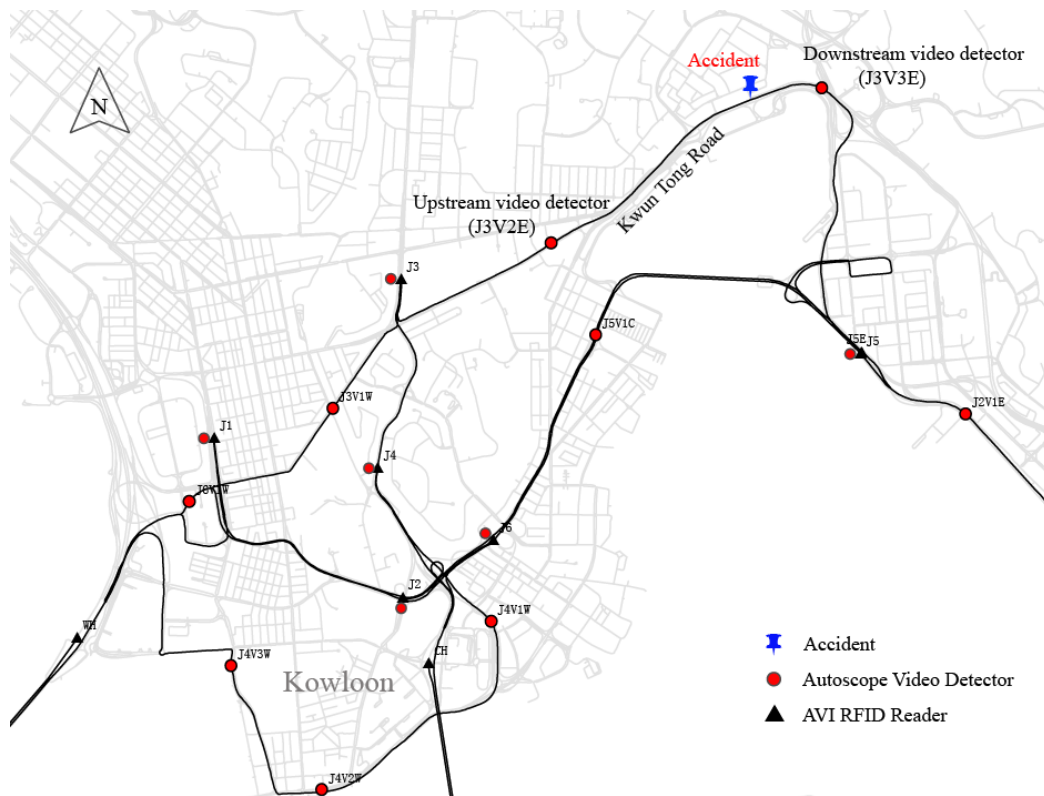 Downstream video detector
(J3V3E)
Accident
N
Kwun Tong Road
Upstream video detector
(J3V2E)
J3
J5V1C
J5E
J5
J3V1W
J2V1E
J1
J4
J6
J2
J4V1W
WH
CH
J4V3W
Kowloon
J4V2W
Accident
Autoscope Video Detector
AVI RFID Reader